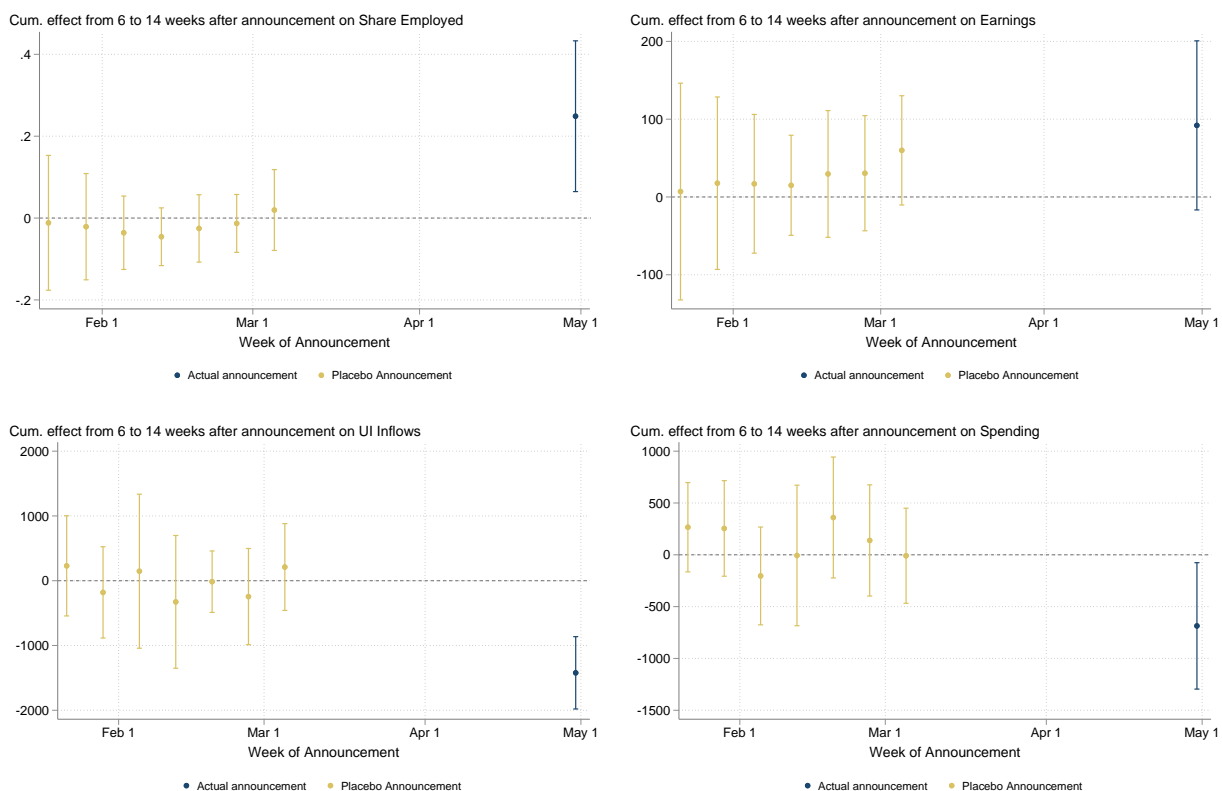 Cum. effect from 6 to 14 weeks after announcement on Share Employed
.4
.2
0
-.2
Feb 1 Mar 1 Apr 1 May 1
Week of Announcement
Actual announcement Placebo Announcement
Cum. effect from 6 to 14 weeks after announcement on Earnings
200
100
0
-100
Feb 1 Mar 1 Apr 1 May 1
Week of Announcement
Actual announcement Placebo Announcement
Cum. effect from 6 to 14 weeks after announcement on UI Inflows
2000
1000
0
-1000
-2000
Feb 1 Mar 1 Apr 1 May 1
Week of Announcement
Actual announcement Placebo Announcement
Cum. effect from 6 to 14 weeks after announcement on Spending
1000
500
0
-500
-1000
-1500
Feb 1 Mar 1 Apr 1 May 1
Week of Announcement
Actual announcement Placebo Announcement